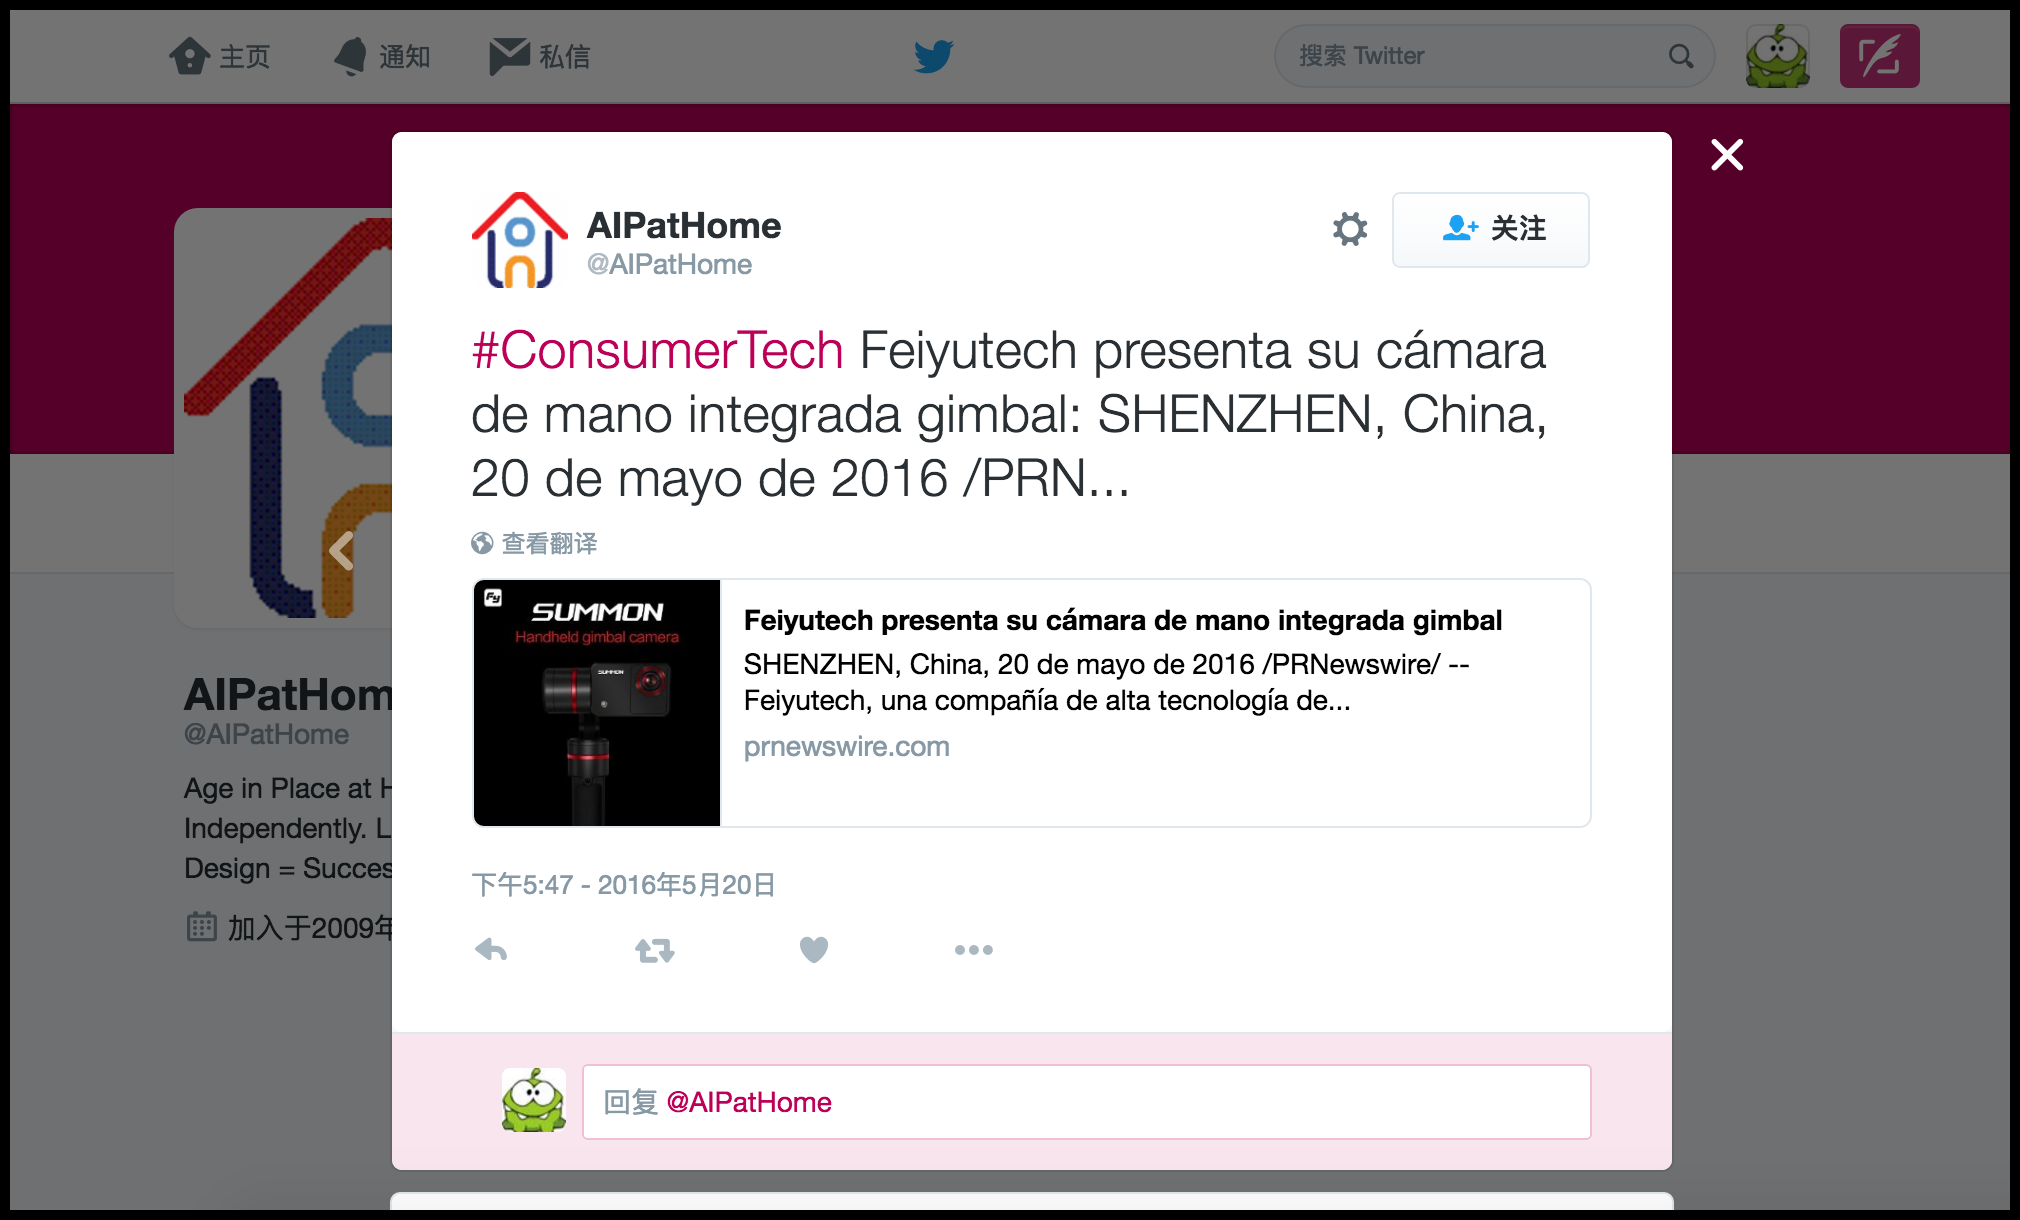 主页 通知 私信 搜索 Twitter
AIPatHome
@AIPatHome
关注
#ConsumerTech Feiyutech presenta su cámara
de mano integrada gimbal: SHENZHEN, China,
20 de mayo de 2016 /PRN...
查看翻译
Fy
SUMMON
Handheld gimbal camera
SUMMON
Feiyutech presenta su cámara de mano integrada gimbal
SHENZHEN, China, 20 de mayo de 2016 /PRNewswire/ --
Feiyutech, una compañía de alta tecnología de...
prnewswire.com
下午5:47 - 2016年5月20日
回复 @AIPatHome
AIPatHom
@AIPatHome
Age in Place at H
Independently. L
Design = Succes
加入于2009年